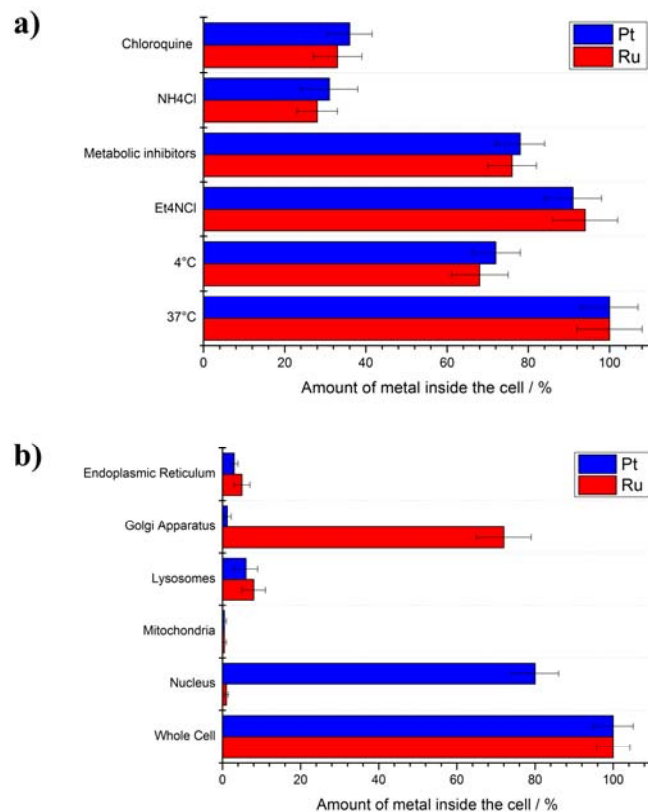 a)
Pt
Ru
Chloroquine
NH4Cl
Metabolic inhibitors
Et4NCl
4°C
37°C
0 20 40 60 80 100
Amount of metal inside the cell / %
b)
Pt
Ru
Endoplasmic Reticulum
Golgi Apparatus
Lysosomes
Mitochondria
Nucleus
Whole Cell
0 20 40 60 80 100
Amount of metal inside the cell / %